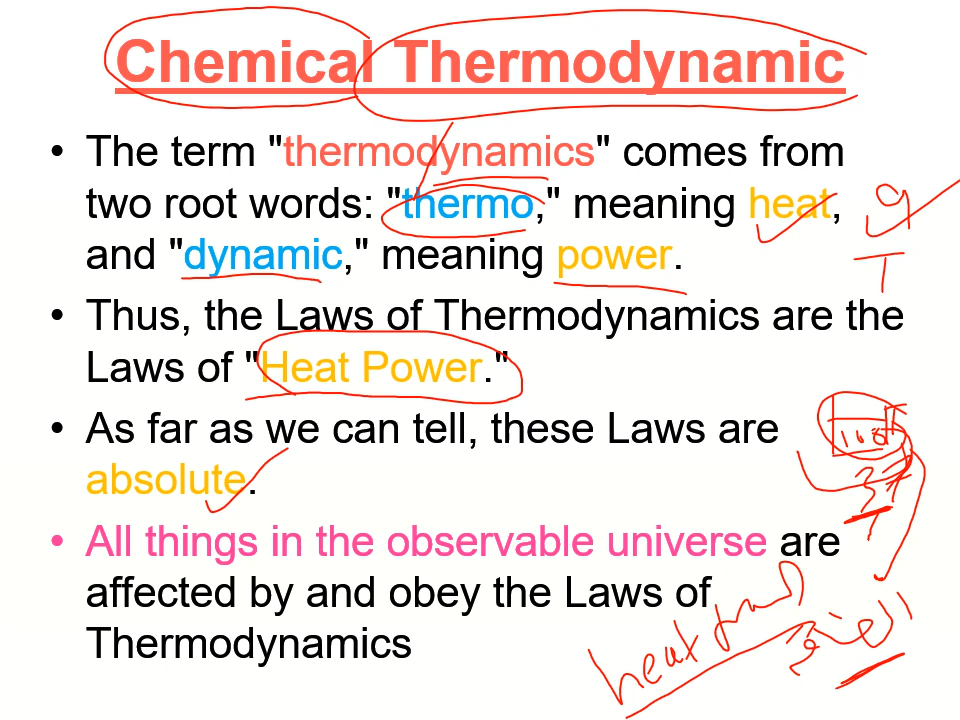 Chemical Thermodynamic
• The term "thermodynamics" comes from
two root words: "thermo," meaning heat,
and "dynamic," meaning power.
• Thus, the Laws of Thermodynamics are the
Laws of "Heat Power."
• As far as we can tell, these Laws are
absolute.
• All things in the observable universe are
affected by and obey the Laws of
Thermodynamics
heat